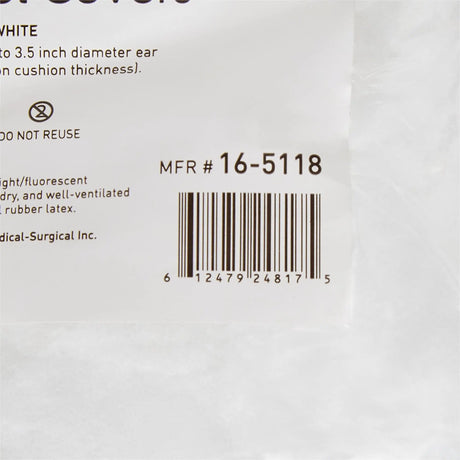 WHITE
to 3.5 inch diameter ear
on cushion thickness).
DO NOT REUSE
MFR # 16-5118
ight/fluorescent
dry, and well-ventilated
l rubber latex.
dical-Surgical Inc.
6 12479 24817 5